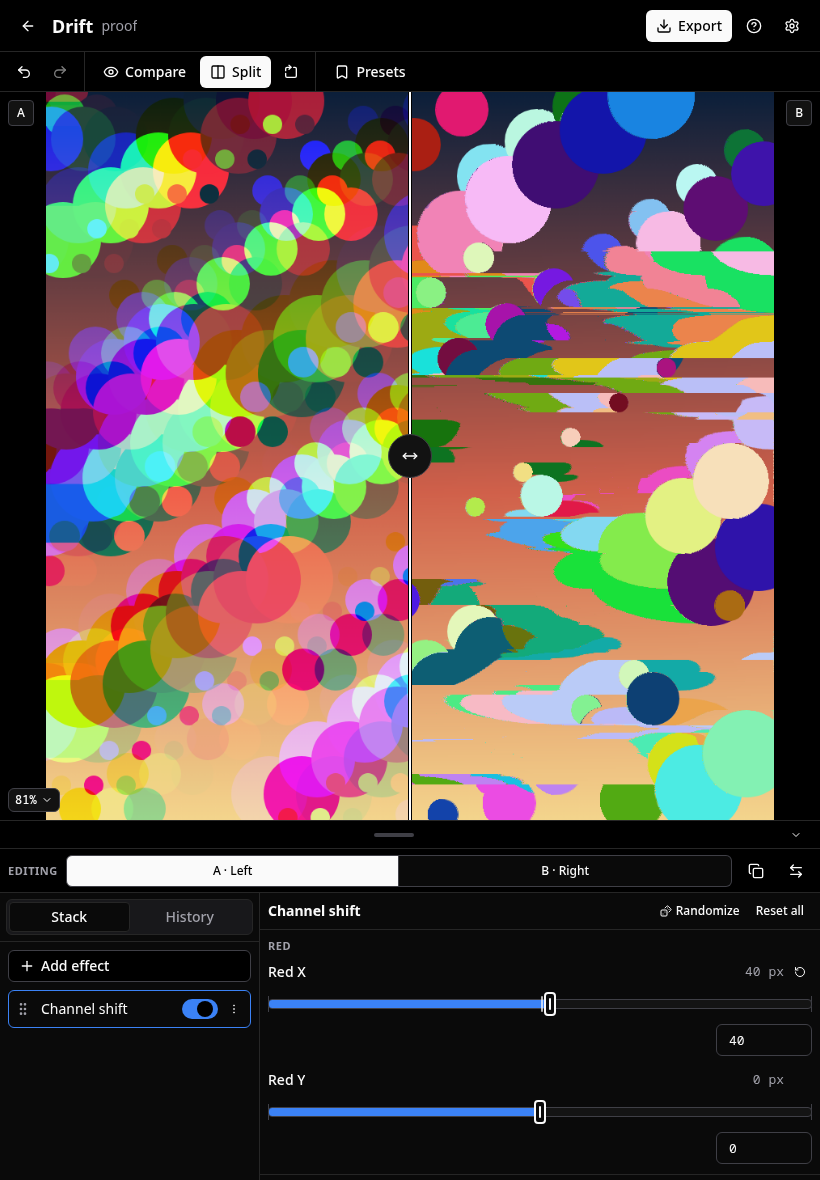 Drift proof
Export
Compare
Split
Presets
A
B
81%
EDITING
A · Left
B · Right
Stack
History
Channel shift
Randomize
Reset all
Add effect
Channel shift
RED
Red X
40 px
40
Red Y
0 px
0